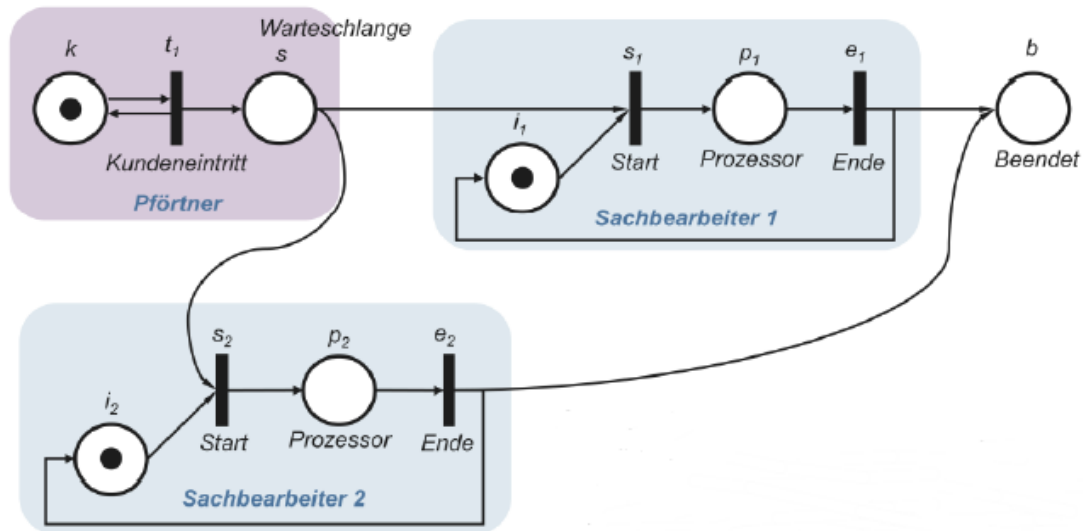 Warteschlange
k
t1
s
s1
p1
e1
b
i1
Kundeneintritt
Start
Prozessor
Ende
Beendet
Pförtner
Sachbearbeiter 1
s2
p2
e2
i2
Start
Prozessor
Ende
Sachbearbeiter 2